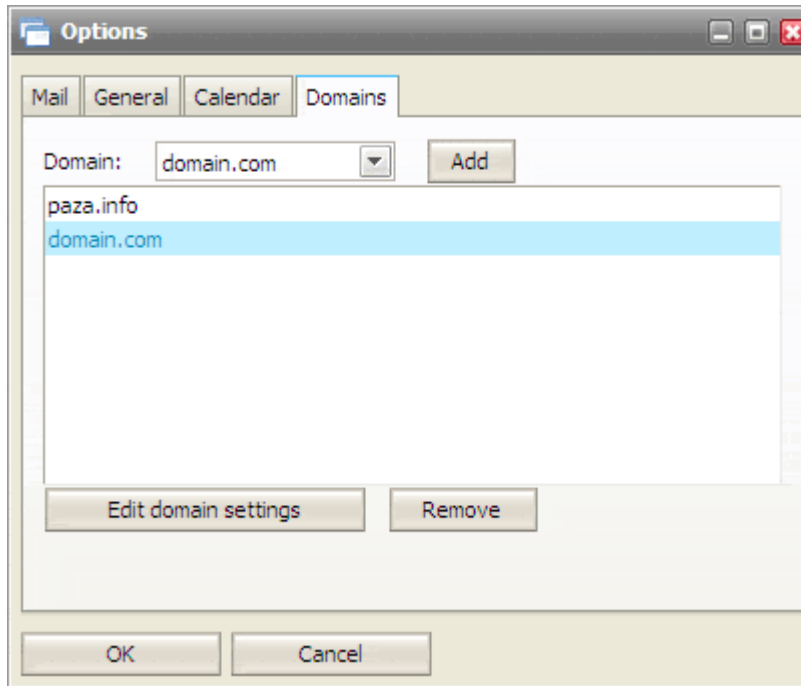 Options
Mail General Calendar Domains
Domain: domain.com Add
paza.info
domain.com
Edit domain settings Remove
OK Cancel